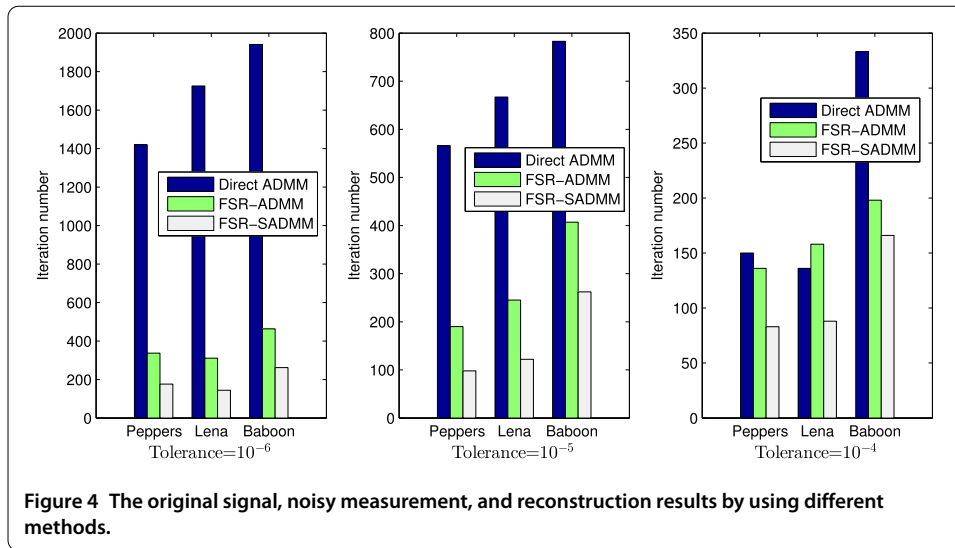 2000
1800
1600
1400
1200
1000
800
600
400
200
0
Iteration number
Direct ADMM
FSR-ADMM
FSR-SADMM
Peppers Lena Baboon
Tolerance=10⁻⁶
800
700
600
500
400
300
200
100
0
Iteration number
Direct ADMM
FSR-ADMM
FSR-SADMM
Peppers Lena Baboon
Tolerance=10⁻⁵
350
300
250
200
150
100
50
0
Iteration number
Direct ADMM
FSR-ADMM
FSR-SADMM
Peppers Lena Baboon
Tolerance=10⁻⁴
Figure 4 The original signal, noisy measurement, and reconstruction results by using different
methods.